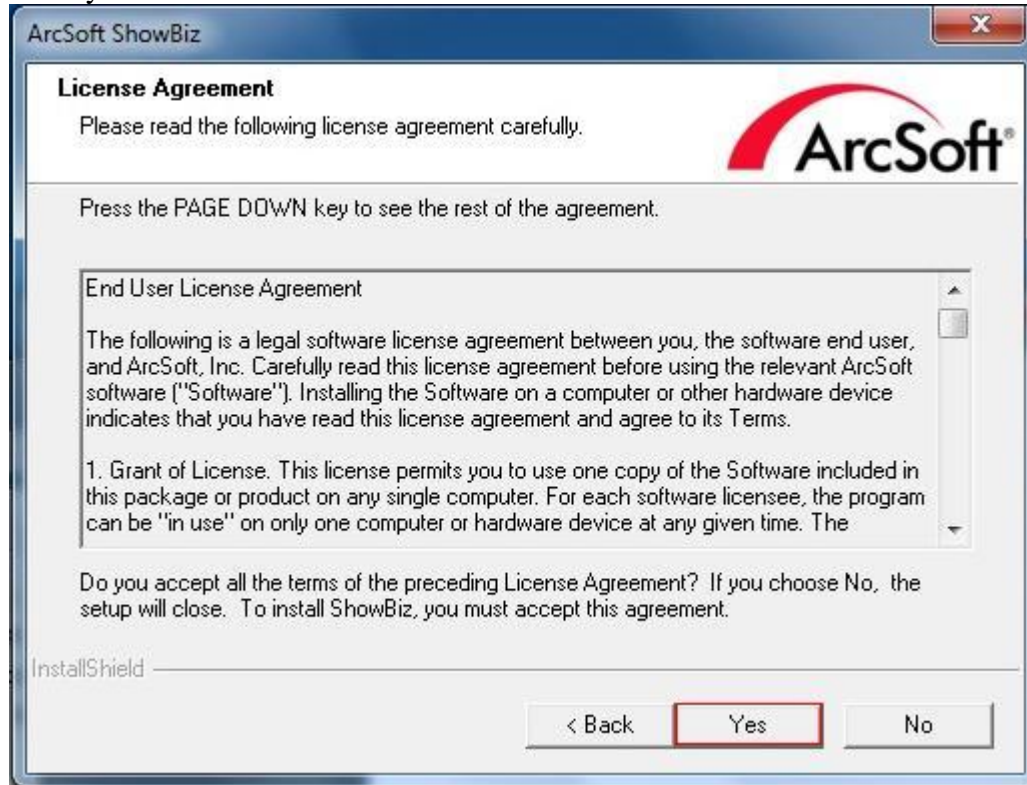 ArcSoft ShowBiz
License Agreement
Please read the following license agreement carefully.
ArcSoft®
Press the PAGE DOWN key to see the rest of the agreement.
End User License Agreement
The following is a legal software license agreement between you, the software end user,
and ArcSoft, Inc. Carefully read this license agreement before using the relevant ArcSoft
software ("Software"). Installing the Software on a computer or other hardware device
indicates that you have read this license agreement and agree to its Terms.
1. Grant of License. This license permits you to use one copy of the Software included in
this package or product on any single computer. For each software licensee, the program
can be "in use" on only one computer or hardware device at any given time. The
Do you accept all the terms of the preceding License Agreement? If you choose No, the
setup will close. To install ShowBiz, you must accept this agreement.
InstallShield
< Back
Yes
No